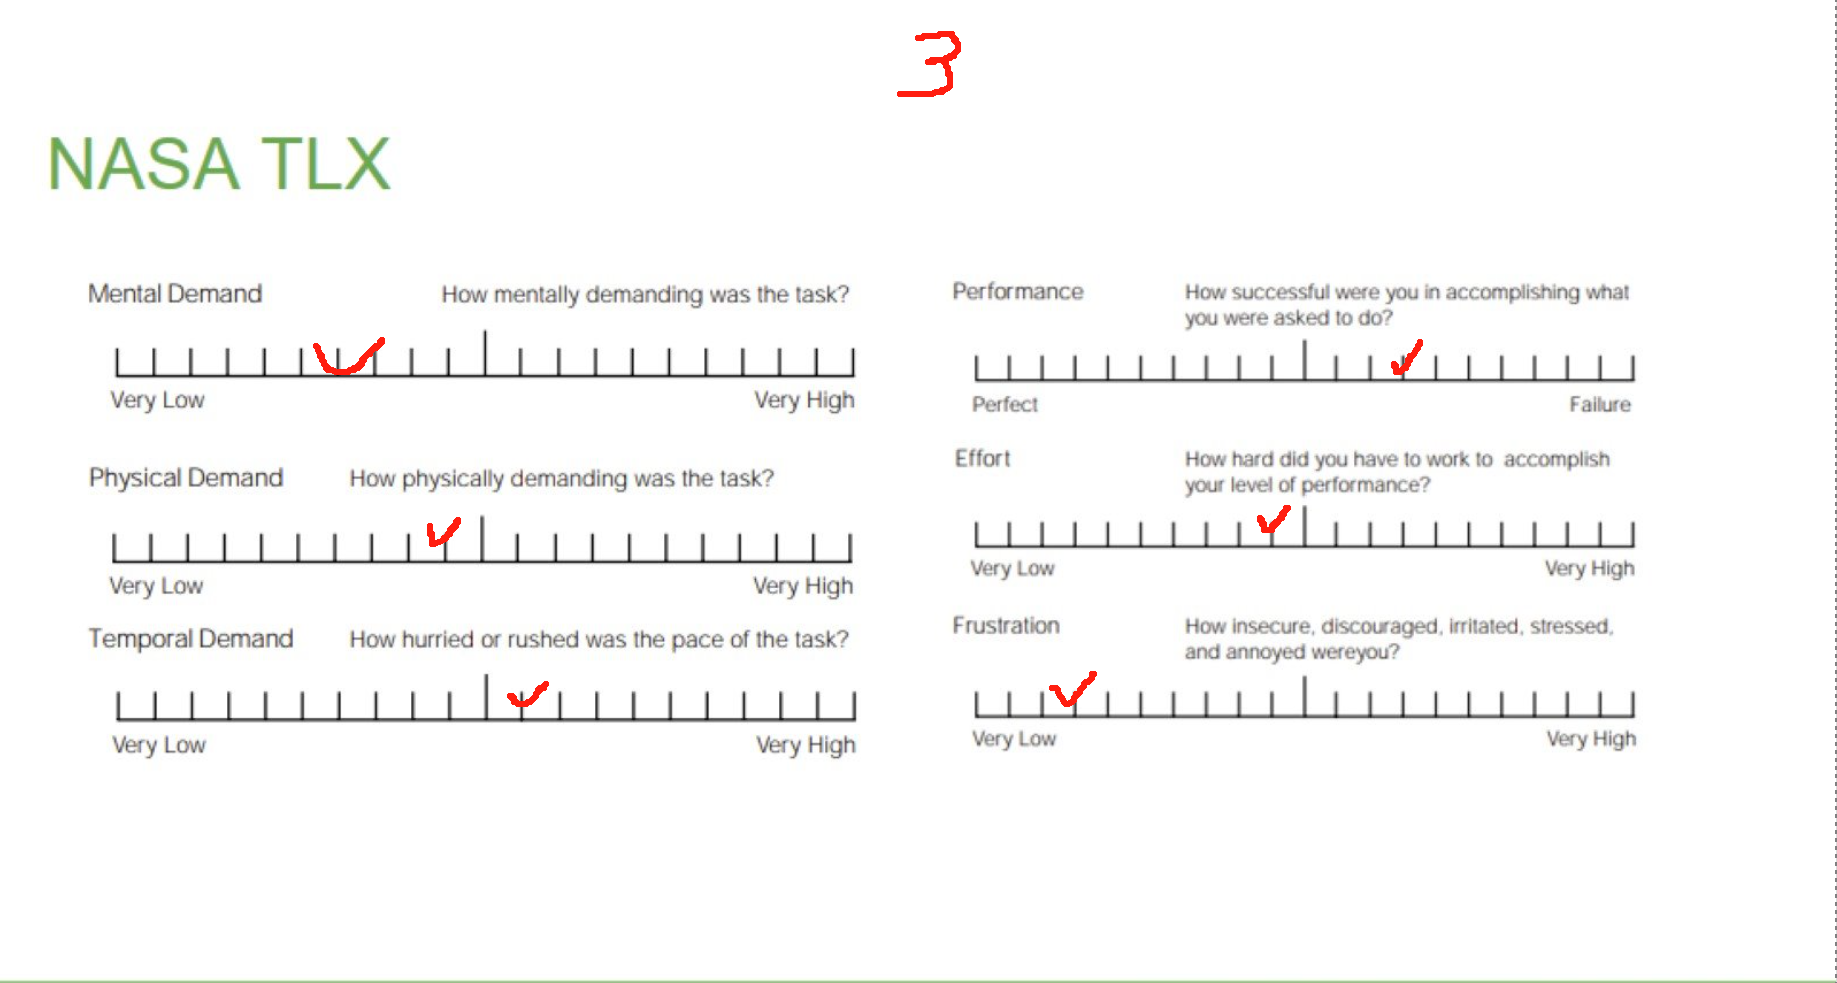 3
NASA TLX
Mental Demand How mentally demanding was the task?
Very Low Very High
Physical Demand How physically demanding was the task?
Very Low Very High
Temporal Demand How hurried or rushed was the pace of the task?
Very Low Very High
Performance How successful were you in accomplishing what
you were asked to do?
Perfect Failure
Effort How hard did you have to work to accomplish
your level of performance?
Very Low Very High
Frustration How insecure, discouraged, irritated, stressed,
and annoyed wereyou?
Very Low Very High